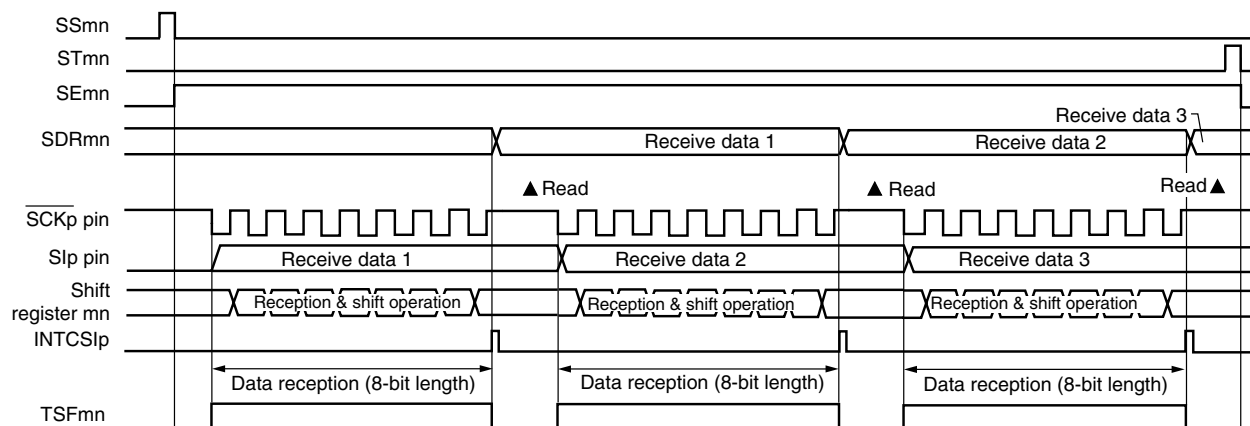 SSmn
STmn
SEmn
Receive data 3
SDRmn
Receive data 1
Receive data 2
▲ Read
▲ Read
Read ▲
SCKp pin
SIp pin
Receive data 1
Receive data 2
Receive data 3
Shift
register mn
Reception & shift operation
Reception & shift operation
Reception & shift operation
INTCSIp
Data reception (8-bit length)
Data reception (8-bit length)
Data reception (8-bit length)
TSFmn